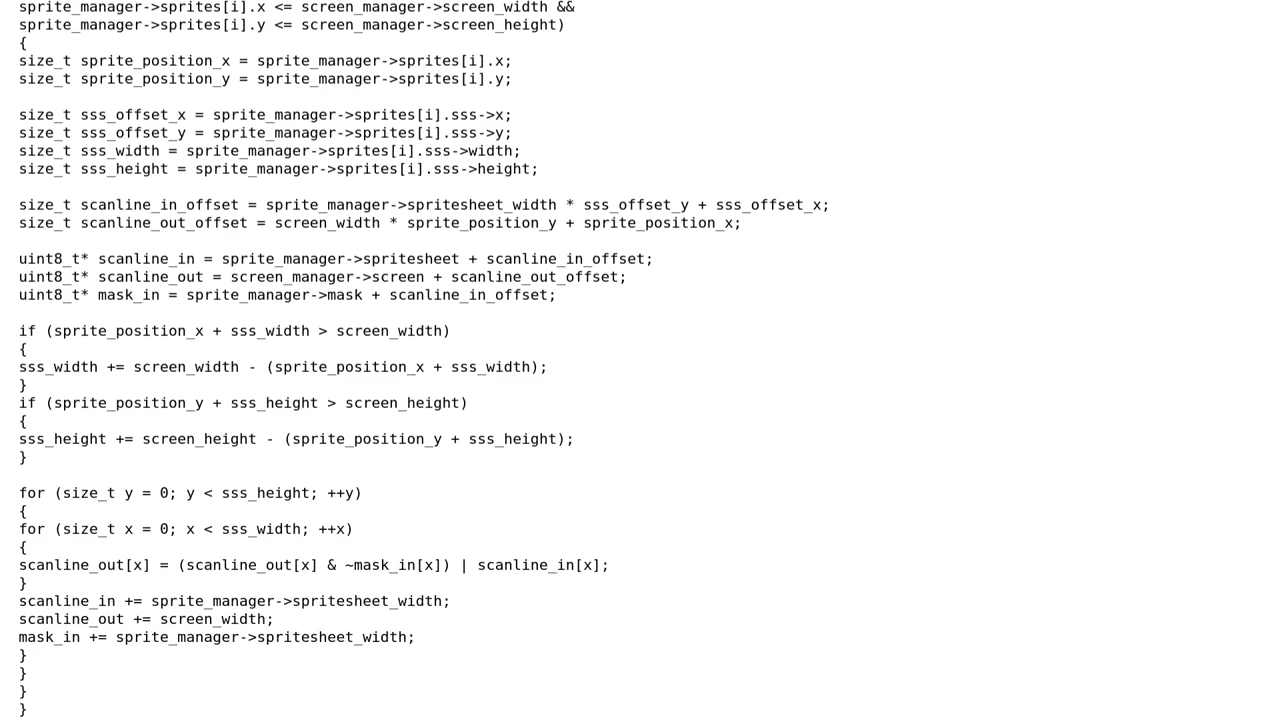 sprite_manager->sprites[i].x <= screen_manager->screen_width &&
sprite_manager->sprites[i].y <= screen_manager->screen_height)
{
size_t sprite_position_x = sprite_manager->sprites[i].x;
size_t sprite_position_y = sprite_manager->sprites[i].y;

size_t sss_offset_x = sprite_manager->sprites[i].sss->x;
size_t sss_offset_y = sprite_manager->sprites[i].sss->y;
size_t sss_width = sprite_manager->sprites[i].sss->width;
size_t sss_height = sprite_manager->sprites[i].sss->height;

size_t scanline_in_offset = sprite_manager->spritesheet_width * sss_offset_y + sss_offset_x;
size_t scanline_out_offset = screen_width * sprite_position_y + sprite_position_x;

uint8_t* scanline_in = sprite_manager->spritesheet + scanline_in_offset;
uint8_t* scanline_out = screen_manager->screen + scanline_out_offset;
uint8_t* mask_in = sprite_manager->mask + scanline_in_offset;

if (sprite_position_x + sss_width > screen_width)
{
sss_width += screen_width - (sprite_position_x + sss_width);
}
if (sprite_position_y + sss_height > screen_height)
{
sss_height += screen_height - (sprite_position_y + sss_height);
}

for (size_t y = 0; y < sss_height; ++y)
{
for (size_t x = 0; x < sss_width; ++x)
{
scanline_out[x] = (scanline_out[x] & ~mask_in[x]) | scanline_in[x];
}
scanline_in += sprite_manager->spritesheet_width;
scanline_out += screen_width;
mask_in += sprite_manager->spritesheet_width;
}
}
}
}